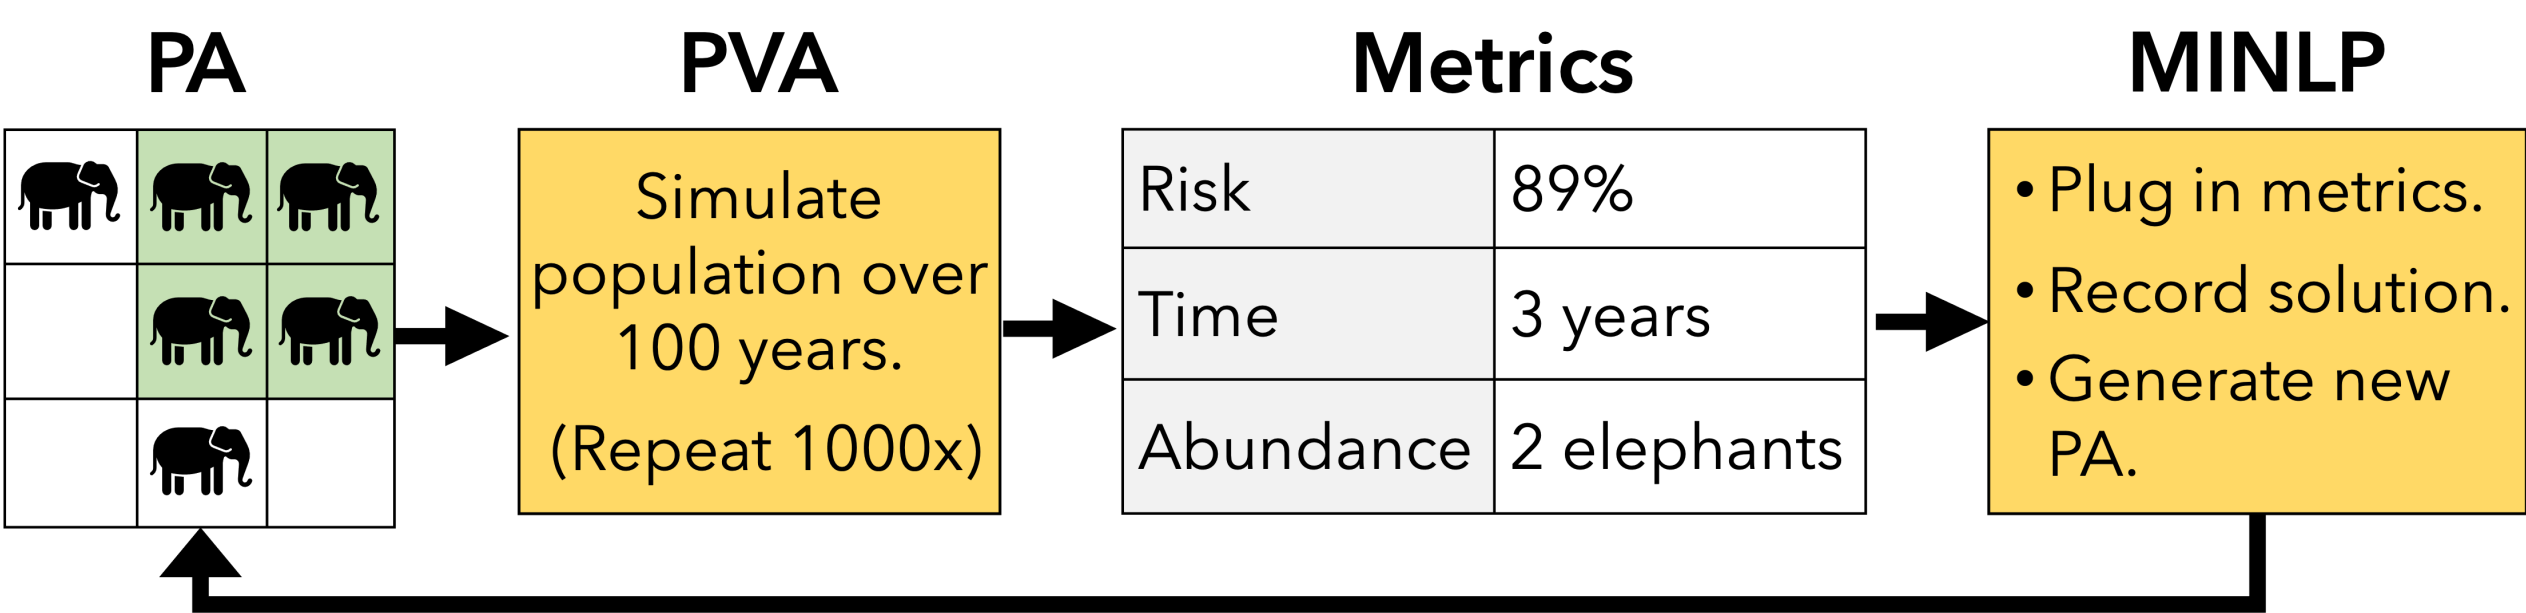 PA
PVA
Metrics
MINLP
Simulate
population over
100 years.
(Repeat 1000x)
Risk 89%
Time 3 years
Abundance 2 elephants
• Plug in metrics.
• Record solution.
• Generate new
PA.